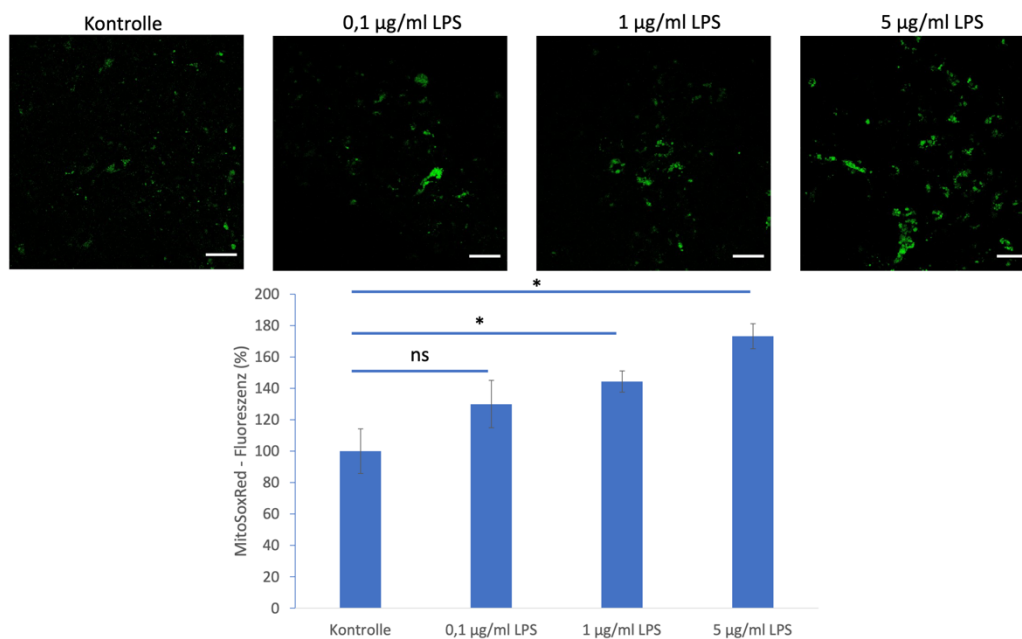 Kontrolle
0,1 µg/ml LPS
1 µg/ml LPS
5 µg/ml LPS
MitoSoxRed - Fluoreszenz (%)
200
180
160
140
120
100
80
60
40
20
0
*
*
ns
Kontrolle
0,1 µg/ml LPS
1 µg/ml LPS
5 µg/ml LPS